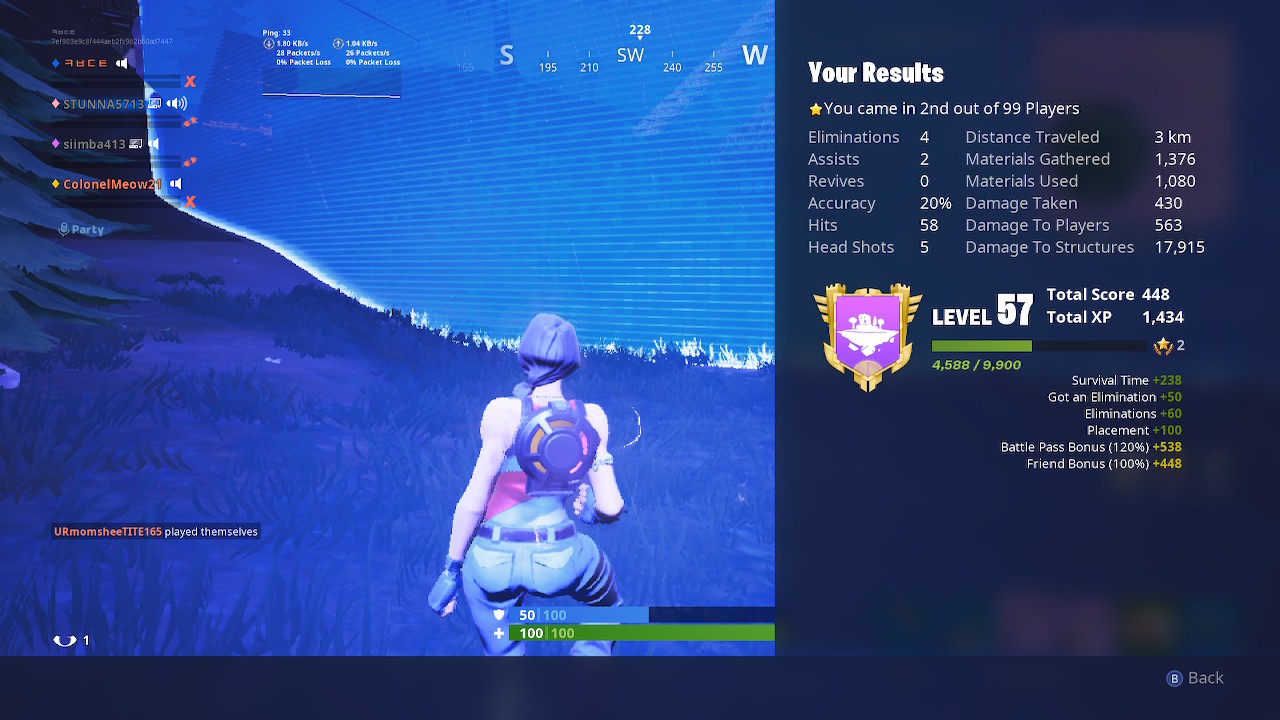 Ping: 33
1.80 KB/s 1.04 KB/s
28 Packets/s 26 Packets/s
0% Packet Loss 0% Packet Loss
228
165 S 195 210 SW 240 255 W
ㅋㅂㄷㅌ
STUNNA5713
siimba413
ColonelMeow21
Party
URmomsheeTITE165 played themselves
1
50 | 100
100 | 100
Your Results
You came in 2nd out of 99 Players
Eliminations 4 Distance Traveled 3 km
Assists 2 Materials Gathered 1,376
Revives 0 Materials Used 1,080
Accuracy 20% Damage Taken 430
Hits 58 Damage To Players 563
Head Shots 5 Damage To Structures 17,915
LEVEL 57
Total Score 448
Total XP 1,434
2
4,588 / 9,900
Survival Time +238
Got an Elimination +50
Eliminations +60
Placement +100
Battle Pass Bonus (120%) +538
Friend Bonus (100%) +448
B Back